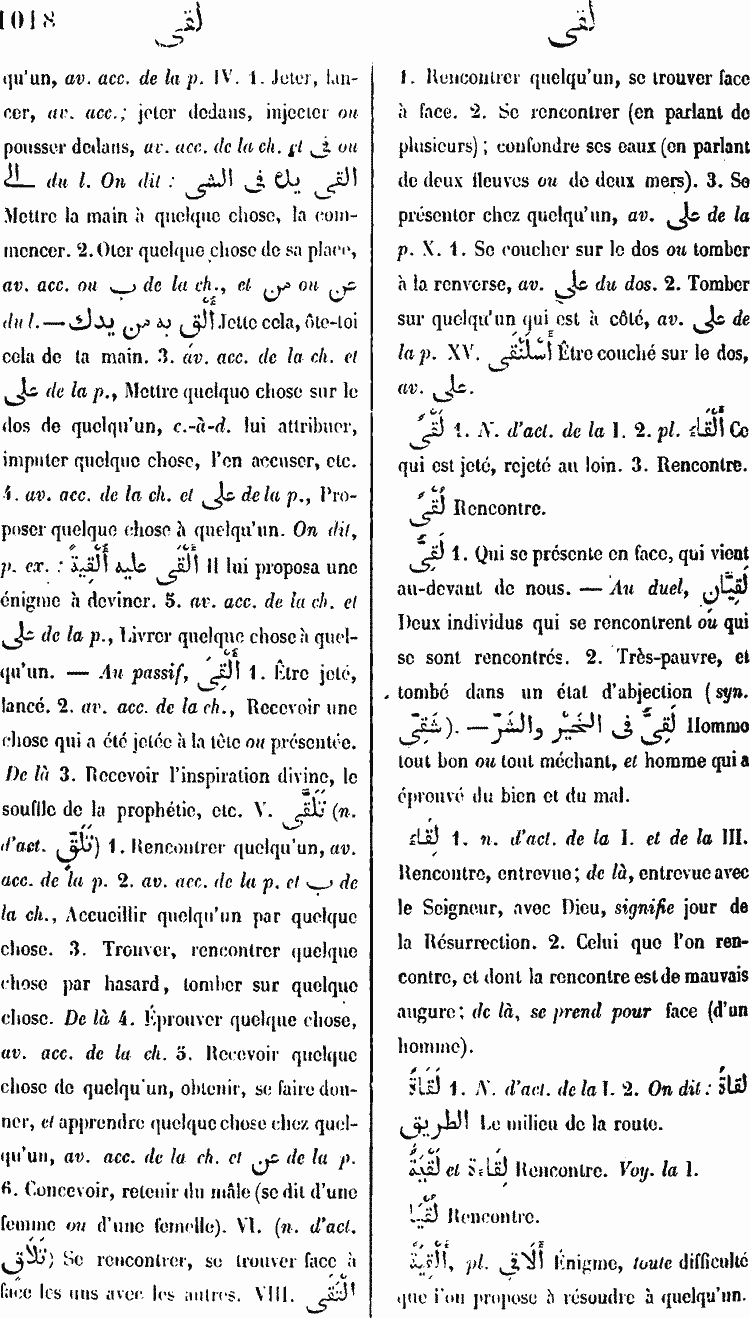 1018 لقى
لقى
qu'un, av. acc. de la p. IV. 1. Jeter, lan-
cer, av. acc.; jeter dedans, injecter ou
pousser dedans, av. acc. de la ch. et فى ou
الى du l. On dit : القى يدك فى الشى
Mettre la main à quelque chose, la com-
mencer. 2. Oter quelque chose de sa place,
av. acc. ou ب de la ch., et من ou عن
du l. — أَلْقِ به من يدك Jette cela, ôte-toi
cela de ta main. 3. av. acc. de la ch. et
على de la p., Mettre quelque chose sur le
dos de quelqu'un, c.-à-d. lui attribuer,
imputer quelque chose, l'en accuser, etc.
4. av. acc. de la ch. et على de la p., Pro-
poser quelque chose à quelqu'un. On dit,
p. ex. : أَلْقَى عليه أُلْقِيةً Il lui proposa une
énigme à deviner. 5. av. acc. de la ch. et
على de la p., Livrer quelque chose à quel-
qu'un. — Au passif, أُلْقِىَ 1. Être jeté,
lancé. 2. av. acc. de la ch., Recevoir une
chose qui a été jetée à la tête ou présentée.
De là 3. Recevoir l'inspiration divine, le
souffle de la prophétie, etc. V. تَلَقَّى (n.
d'act. تَلَقٍّ) 1. Rencontrer quelqu'un, av.
acc. de la p. 2. av. acc. de la p. et ب de
la ch., Accueillir quelqu'un par quelque
chose. 3. Trouver, rencontrer quelque
chose par hasard, tomber sur quelque
chose. De là 4. Éprouver quelque chose,
av. acc. de la ch. 5. Recevoir quelque
chose de quelqu'un, obtenir, se faire don-
ner, et apprendre quelque chose chez quel-
qu'un, av. acc. de la ch. et عن de la p.
6. Concevoir, retenir du mâle (se dit d'une
femme ou d'une femelle). VI. (n. d'act.
تَلَاقٍ) Se rencontrer, se trouver face à
face les uns avec les autres. VIII. الْتَقَى
1. Rencontrer quelqu'un, se trouver face
à face. 2. Se rencontrer (en parlant de
plusieurs); confondre ses eaux (en parlant
de deux fleuves ou de deux mers). 3. Se
présenter chez quelqu'un, av. على de la
p. X. 1. Se coucher sur le dos ou tomber
à la renverse, av. على du dos. 2. Tomber
sur quelqu'un qui est à côté, av. على de
la p. XV. أَسْلَنْقَى Être couché sur le dos,
av. على.
لَقًى 1. N. d'act. de la I. 2. pl. أَلْقَاءٌ Ce
qui est jeté, rejeté au loin. 3. Rencontre.
لُقًى Rencontre.
لَقِىٌّ 1. Qui se présente en face, qui vient
au-devant de nous. — Au duel, لَقِيَّان
Deux individus qui se rencontrent ou qui
se sont rencontrés. 2. Très-pauvre, et
tombé dans un état d'abjection (syn.
شَقِىّ). — لَقِىٌّ فى الخَيْرِ والشَرِّ Homme
tout bon ou tout méchant, et homme qui a
éprouvé du bien et du mal.
لِقَاءٌ 1. n. d'act. de la I. et de la III.
Rencontre, entrevue; de là, entrevue avec
le Seigneur, avec Dieu, signifie jour de
la Résurrection. 2. Celui que l'on ren-
contre, et dont la rencontre est de mauvais
augure; de là, se prend pour face (d'un
homme).
لَقَاةٌ 1. N. d'act. de la I. 2. On dit : لقاةُ
الطريق Le milieu de la route.
لَقْيَةٌ et لِقَاءَة Rencontre. Voy. la I.
لُقْيَا Rencontre.
أُلْقِيَّةٌ, pl. أَلَاقِى Énigme, toute difficulté
que l'on propose à résoudre à quelqu'un.